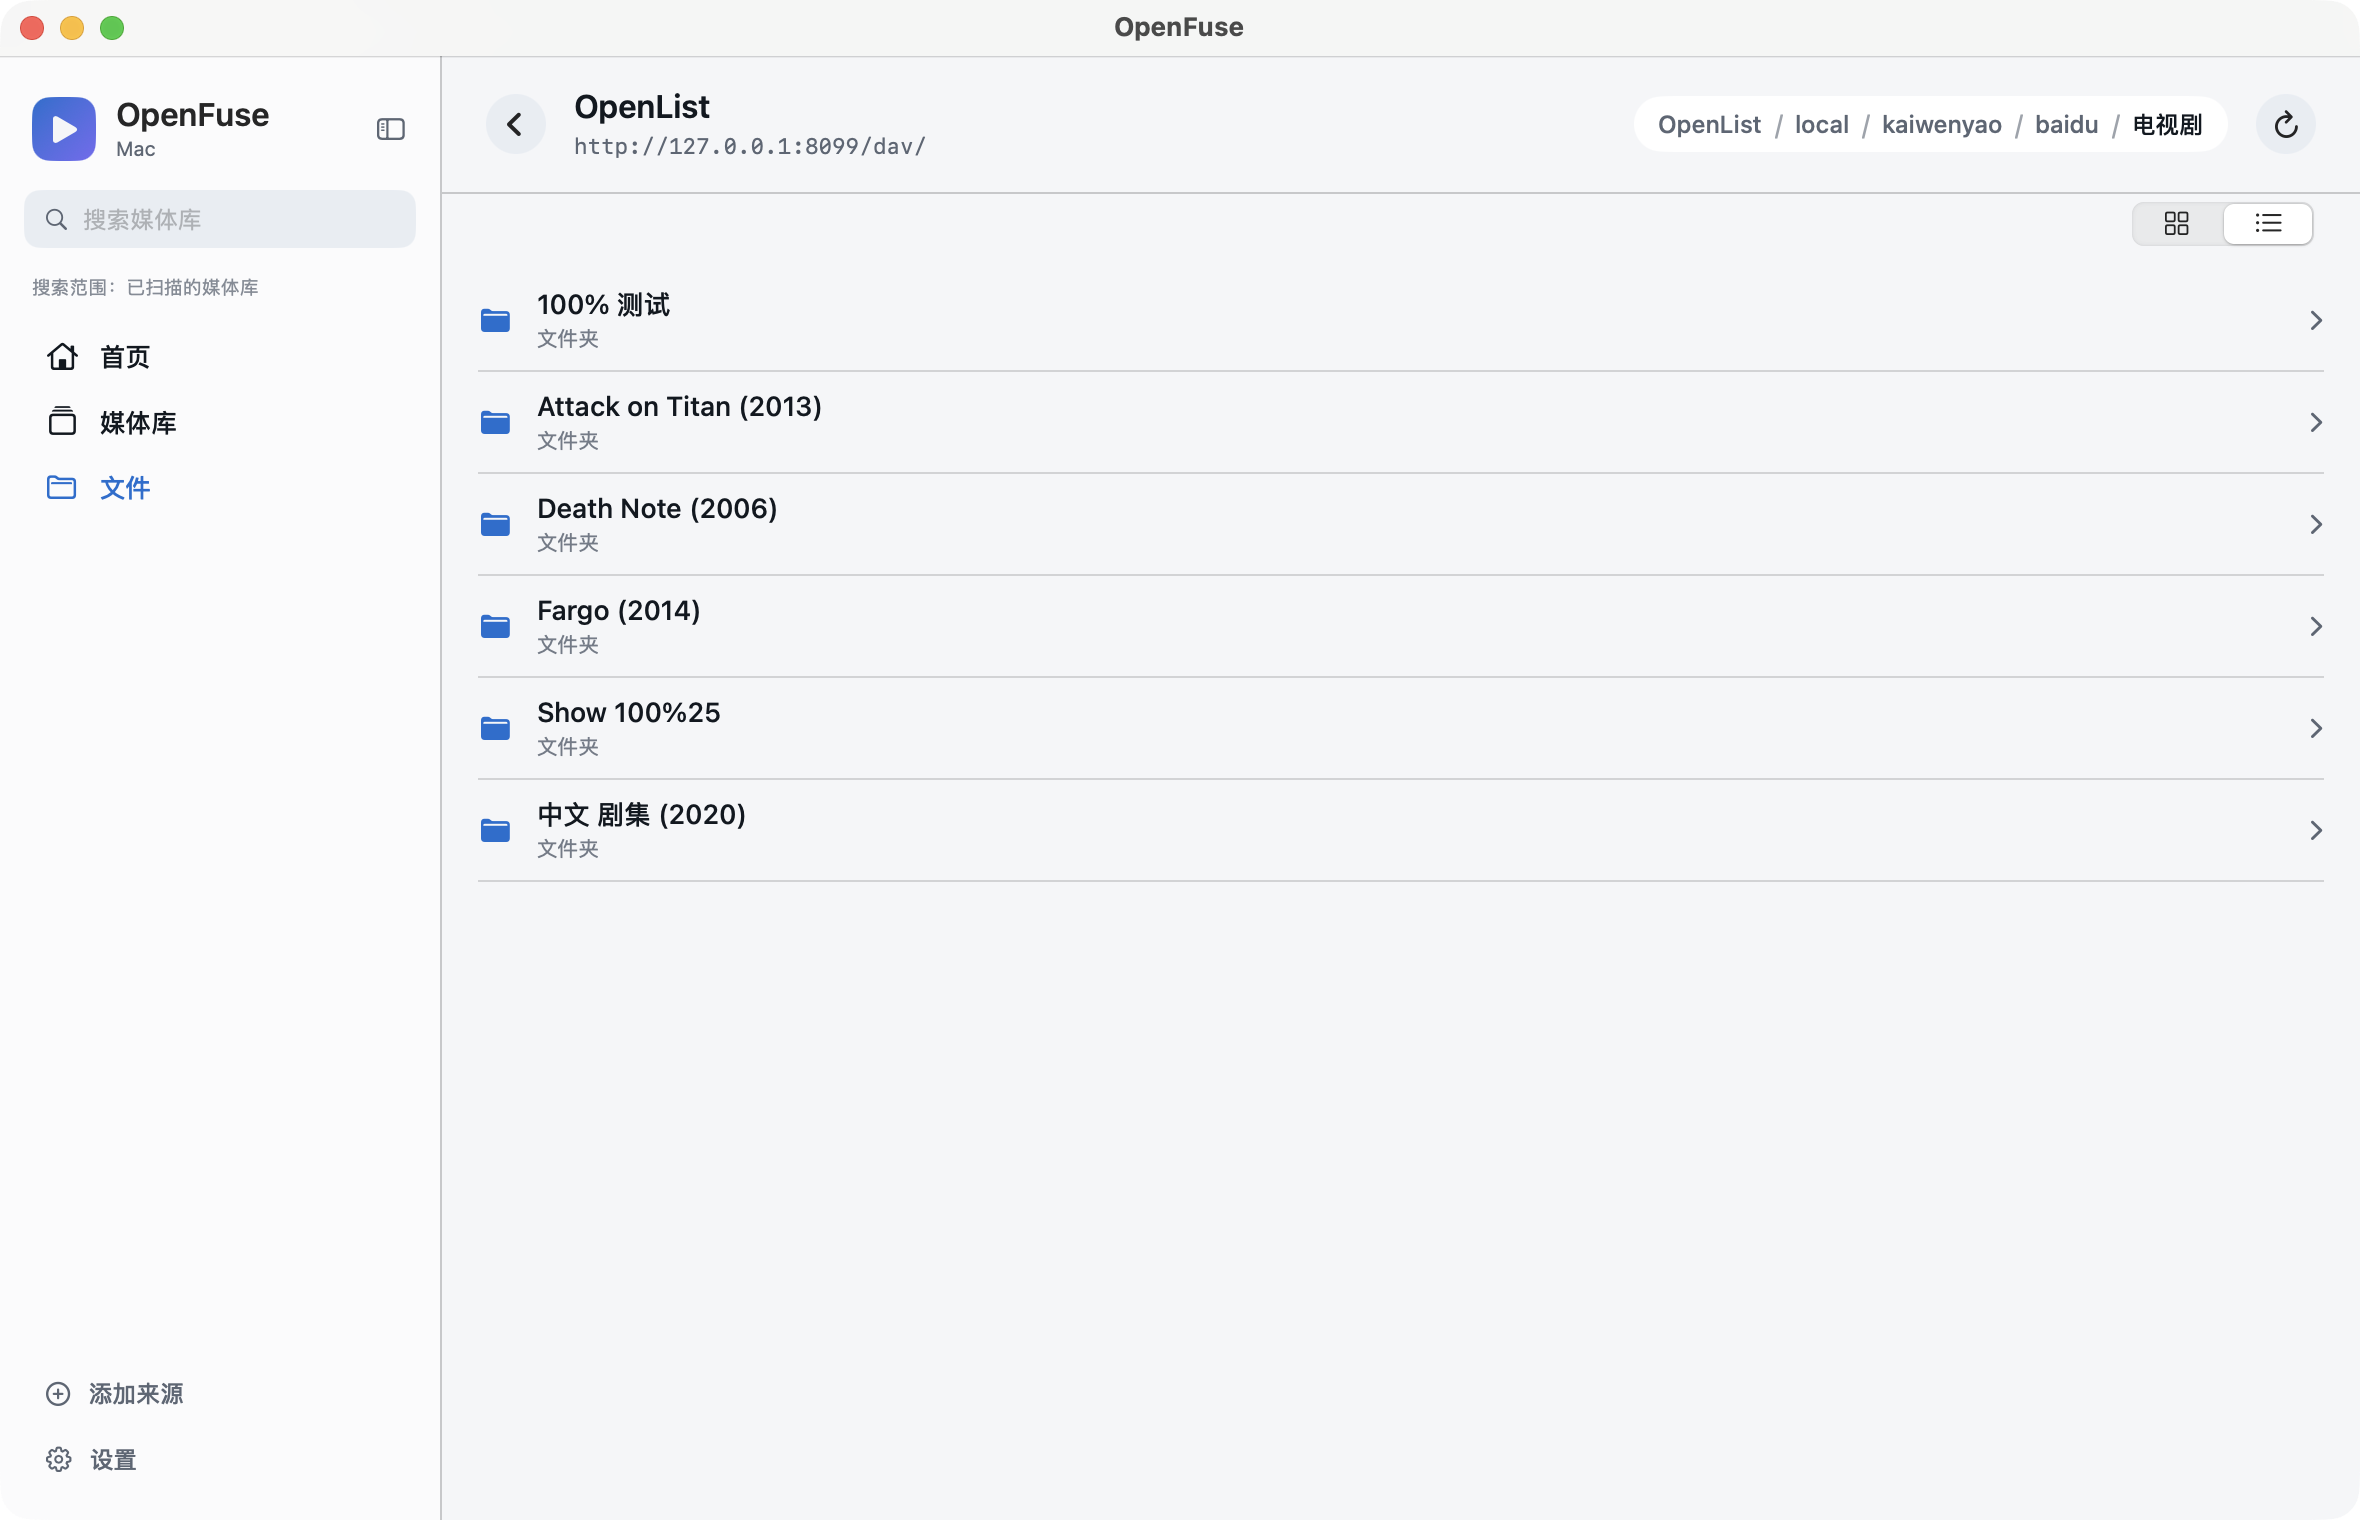 OpenFuse
OpenFuse
Mac
搜索媒体库
搜索范围：已扫描的媒体库
首页
媒体库
文件
添加来源
设置
OpenList
http://127.0.0.1:8099/dav/
OpenList / local / kaiwenyao / baidu / 电视剧
100% 测试
文件夹
Attack on Titan (2013)
文件夹
Death Note (2006)
文件夹
Fargo (2014)
文件夹
Show 100%25
文件夹
中文 剧集 (2020)
文件夹